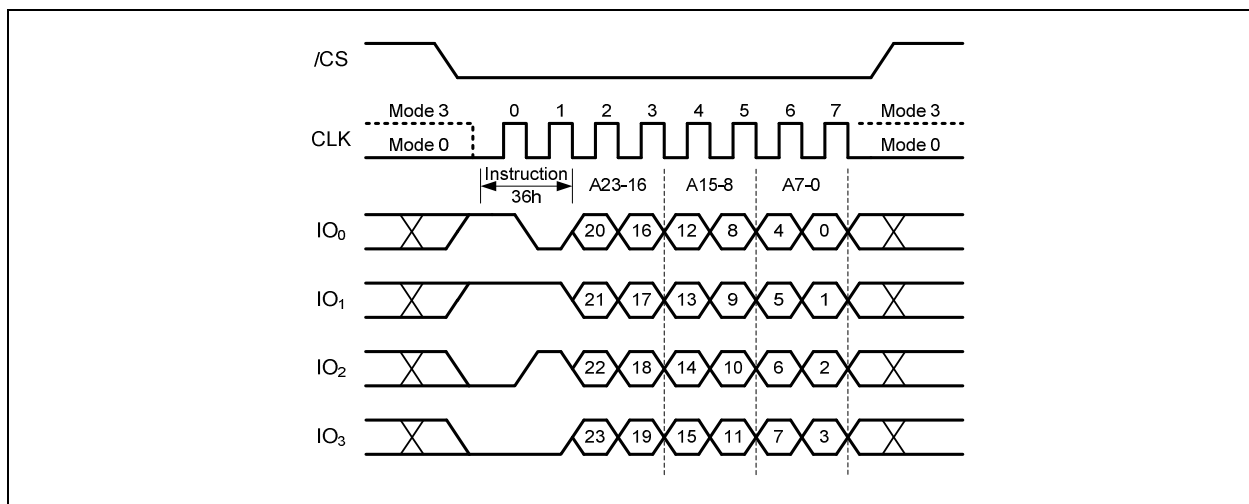 /CS
Mode 3 0 1 2 3 4 5 6 7 Mode 3
CLK
Mode 0 Mode 0
Instruction A23-16 A15-8 A7-0
36h
IO₀ 20 16 12 8 4 0
IO₁ 21 17 13 9 5 1
IO₂ 22 18 14 10 6 2
IO₃ 23 19 15 11 7 3